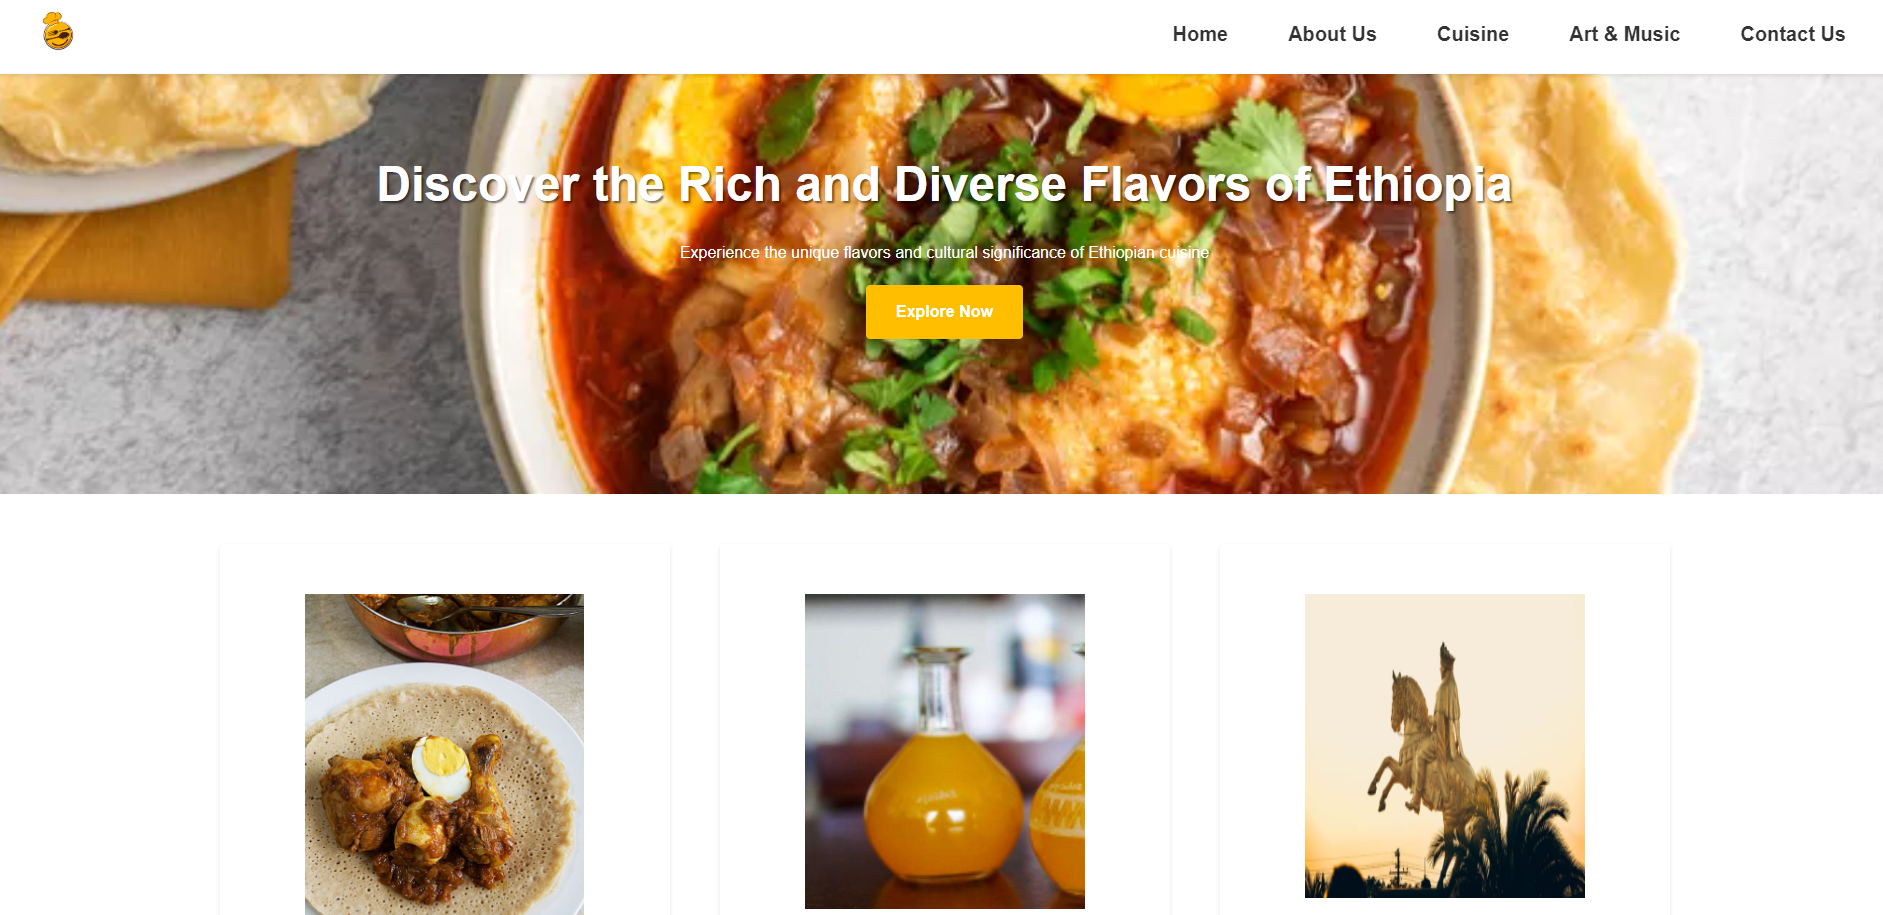 Home
About Us
Cuisine
Art & Music
Contact Us
Discover the Rich and Diverse Flavors of Ethiopia
Experience the unique flavors and cultural significance of Ethiopian cuisine
Explore Now